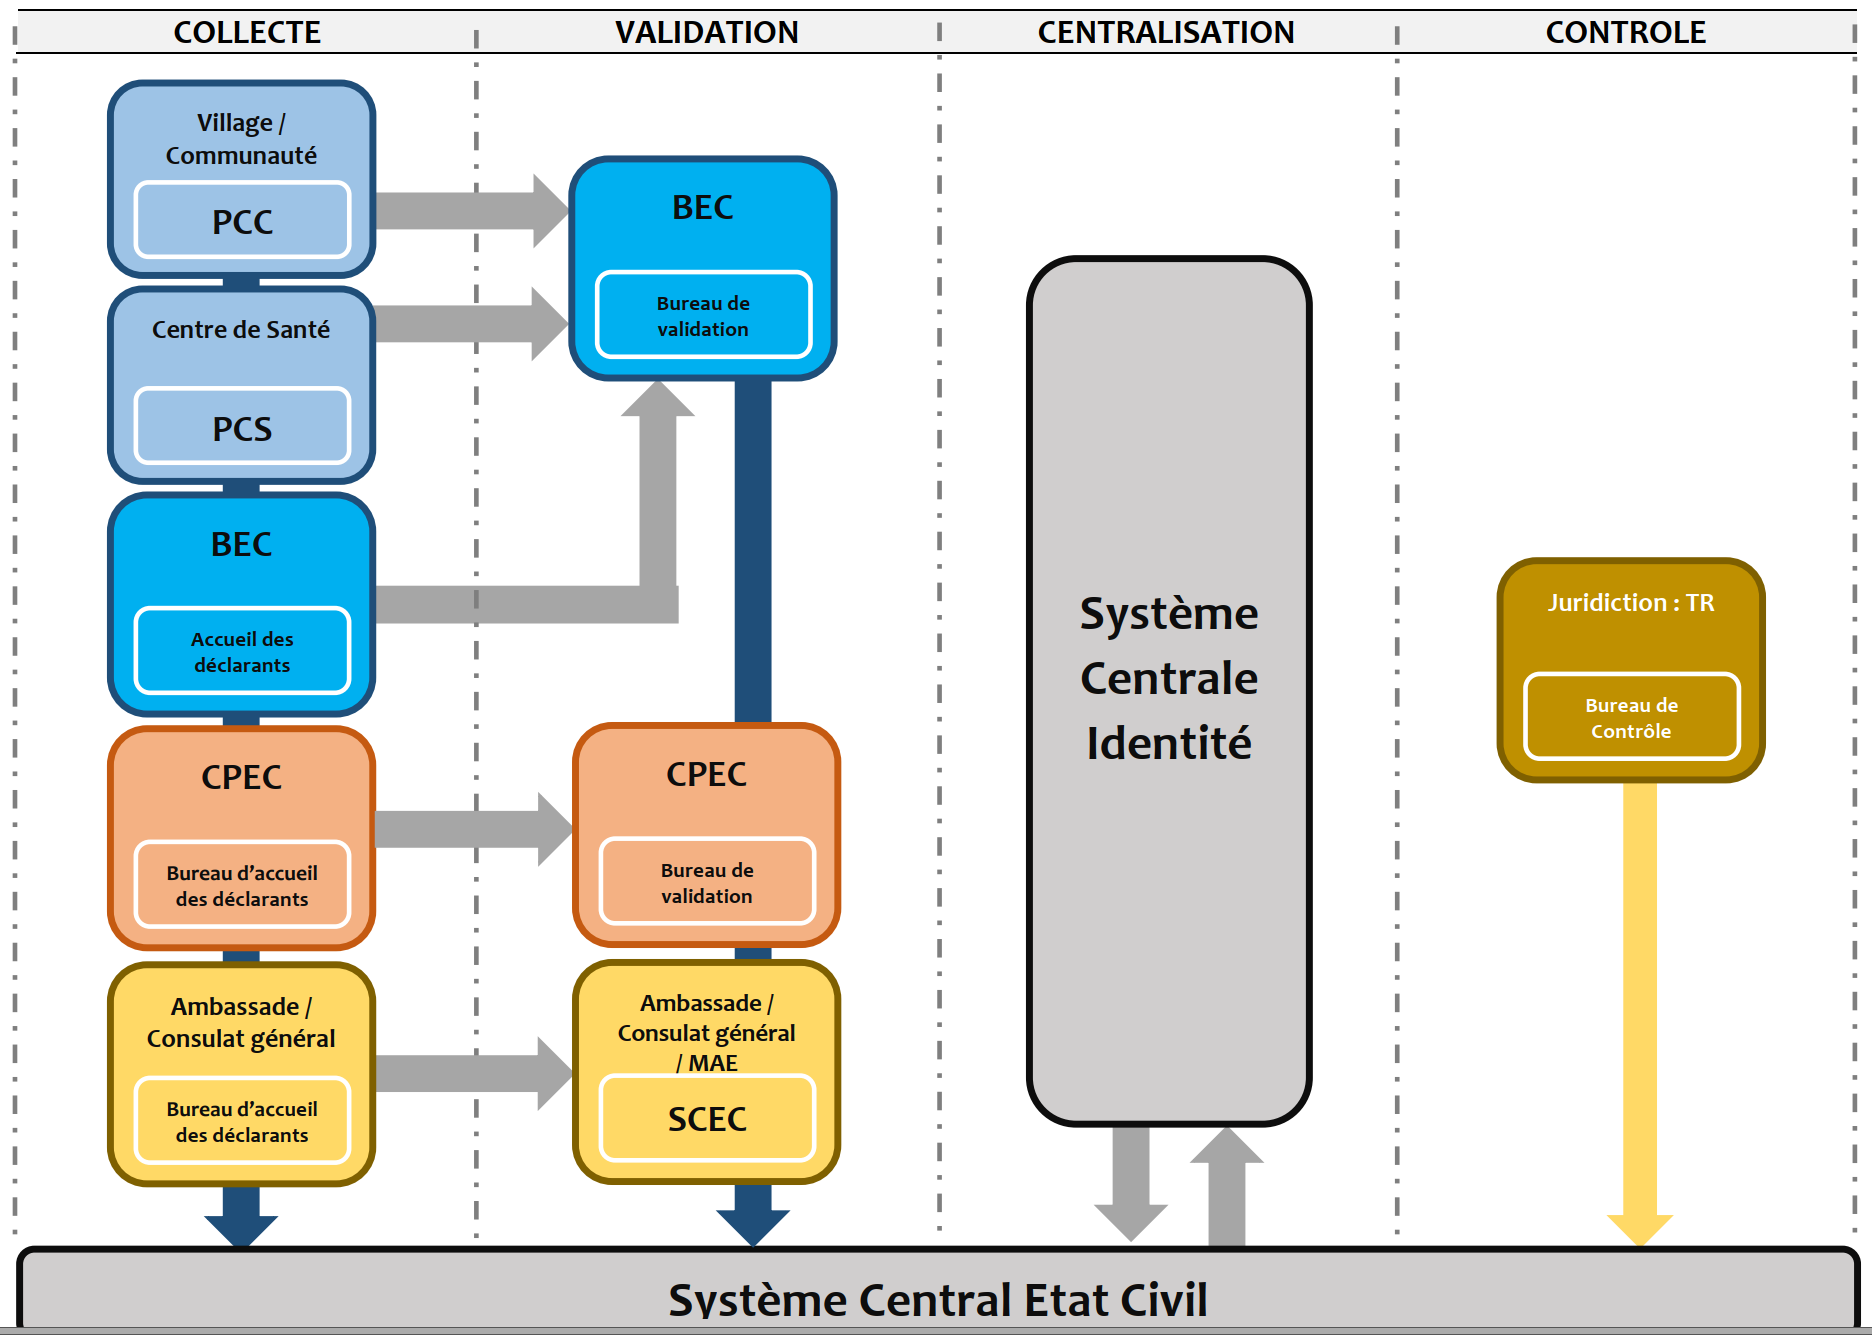 COLLECTE
VALIDATION
CENTRALISATION
CONTROLE
Village /
Communauté
PCC
Centre de Santé
PCS
BEC
Accueil des
déclarants
CPEC
Bureau d’accueil
des déclarants
Ambassade /
Consulat général
Bureau d’accueil
des déclarants
BEC
Bureau de
validation
CPEC
Bureau de
validation
Ambassade /
Consulat général
/ MAE
SCEC
Système
Centrale
Identité
Juridiction : TR
Bureau de
Contrôle
Système Central Etat Civil